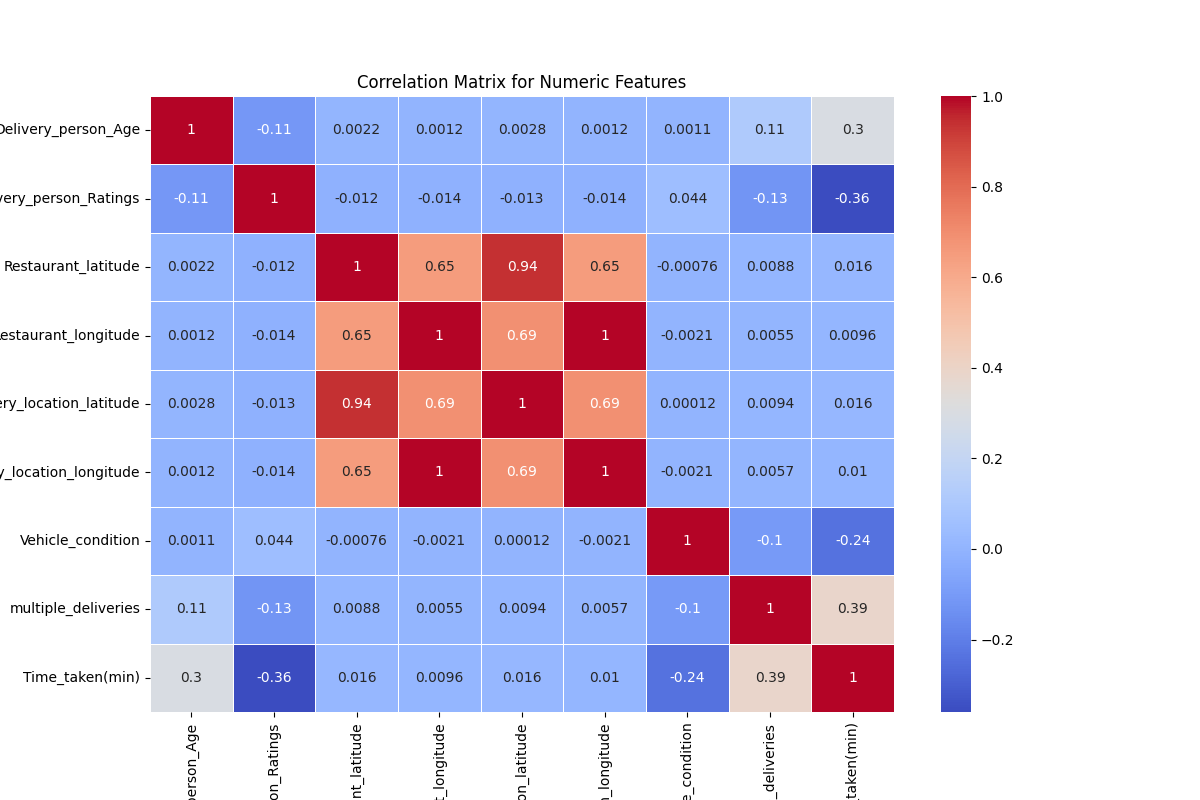 Correlation Matrix for Numeric Features
Delivery_person_Age 1 -0.11 0.0022 0.0012 0.0028 0.0012 0.0011 0.11 0.3
very_person_Ratings -0.11 1 -0.012 -0.014 -0.013 -0.014 0.044 -0.13 -0.36
Restaurant_latitude 0.0022 -0.012 1 0.65 0.94 0.65 -0.00076 0.0088 0.016
estaurant_longitude 0.0012 -0.014 0.65 1 0.69 1 -0.0021 0.0055 0.0096
ery_location_latitude 0.0028 -0.013 0.94 0.69 1 0.69 0.00012 0.0094 0.016
y_location_longitude 0.0012 -0.014 0.65 1 0.69 1 -0.0021 0.0057 0.01
Vehicle_condition 0.0011 0.044 -0.00076 -0.0021 0.00012 -0.0021 1 -0.1 -0.24
multiple_deliveries 0.11 -0.13 0.0088 0.0055 0.0094 0.0057 -0.1 1 0.39
Time_taken(min) 0.3 -0.36 0.016 0.0096 0.016 0.01 -0.24 0.39 1
person_Age
on_Ratings
nt_latitude
t_longitude
on_latitude
n_longitude
e_condition
_deliveries
taken(min)
1.0
0.8
0.6
0.4
0.2
0.0
−0.2